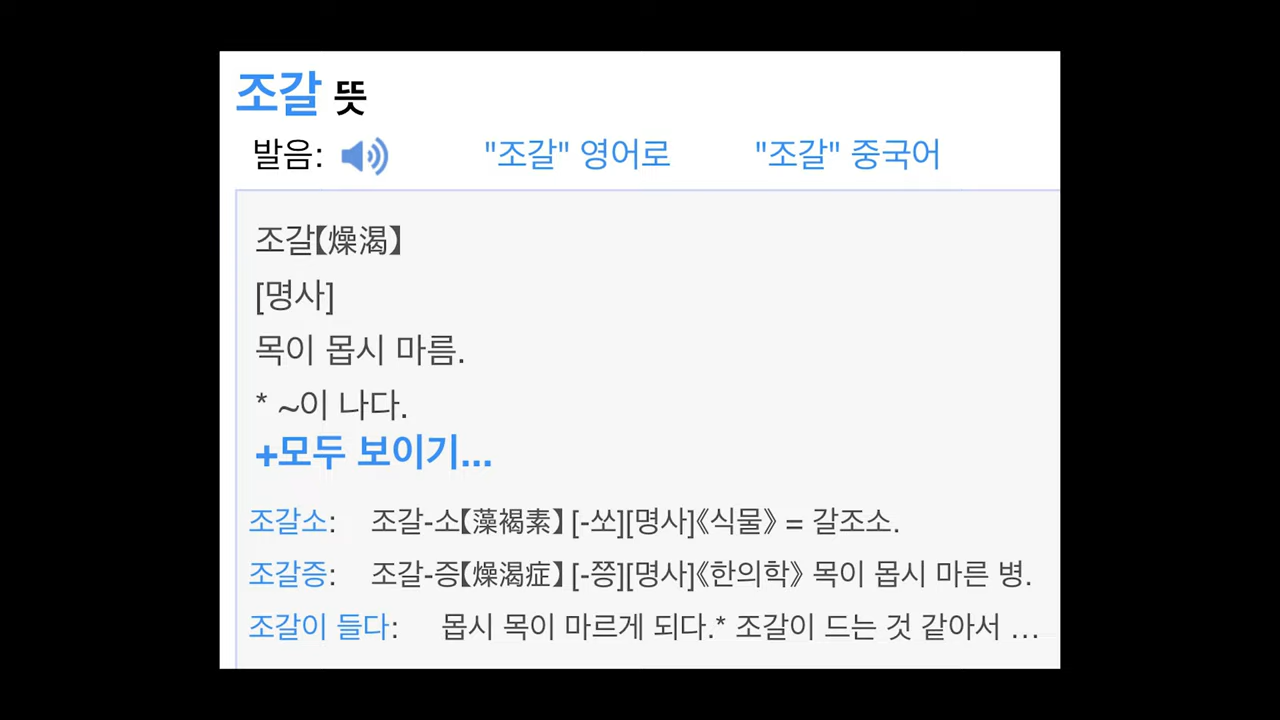 조갈 뜻
발음: "조갈" 영어로 "조갈" 중국어
조갈【燥渴】
[명사]
목이 몹시 마름.
* ~이 나다.
+모두 보이기...
조갈소: 조갈-소【藻褐素】 [-쏘][명사]《식물》 = 갈조소.
조갈증: 조갈-증【燥渴症】 [-쯩][명사]《한의학》 목이 몹시 마른 병.
조갈이 들다: 몹시 목이 마르게 되다.* 조갈이 드는 것 같아서 ...